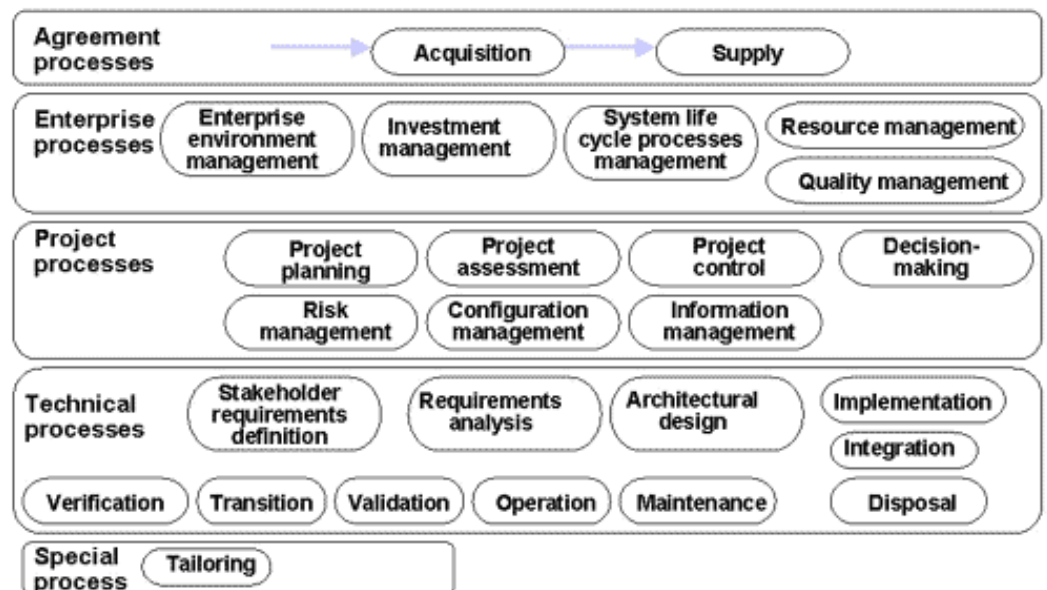 Agreement
processes
Acquisition
Supply
Enterprise
processes
Enterprise
environment
management
Investment
management
System life
cycle processes
management
Resource management
Quality management
Project
processes
Project
planning
Project
assessment
Project
control
Decision-
making
Risk
management
Configuration
management
Information
management
Technical
processes
Stakeholder
requirements
definition
Requirements
analysis
Architectural
design
Implementation
Integration
Verification
Transition
Validation
Operation
Maintenance
Disposal
Special
process
Tailoring